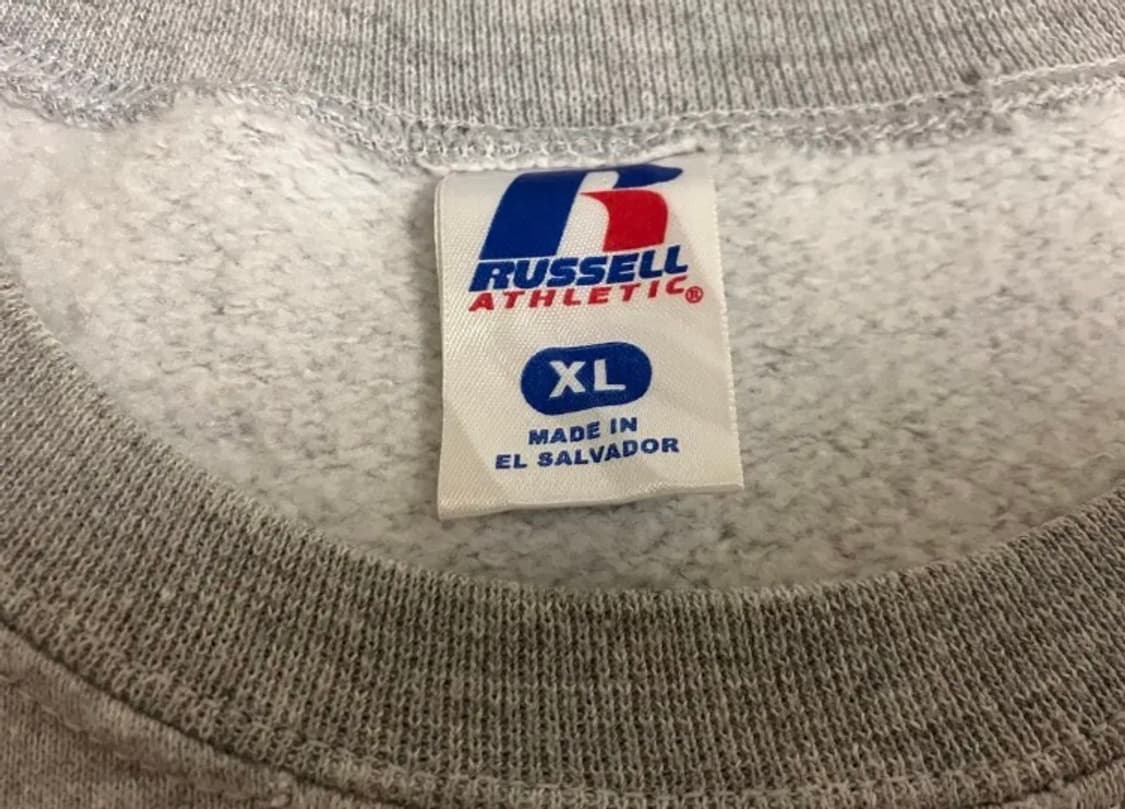 RUSSELL
ATHLETIC®
XL
MADE IN
EL SALVADOR